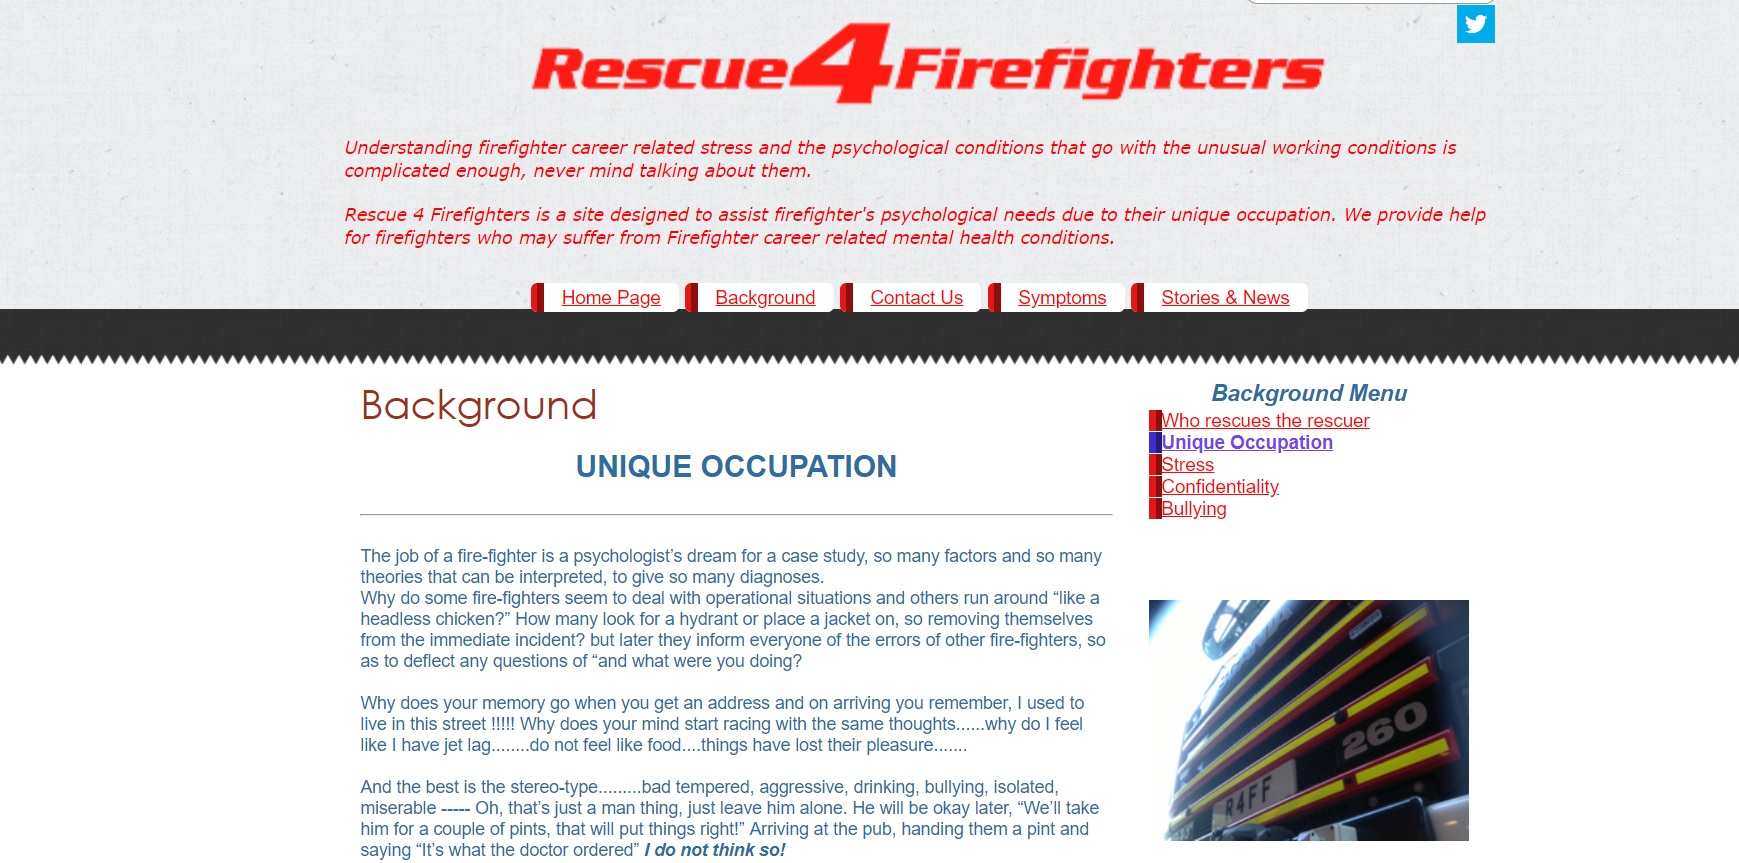 Rescue4Firefighters
Understanding firefighter career related stress and the psychological conditions that go with the unusual working conditions is
complicated enough, never mind talking about them.
Rescue 4 Firefighters is a site designed to assist firefighter's psychological needs due to their unique occupation. We provide help
for firefighters who may suffer from Firefighter career related mental health conditions.
Home Page
Background
Contact Us
Symptoms
Stories & News
Background
UNIQUE OCCUPATION
The job of a fire-fighter is a psychologist’s dream for a case study, so many factors and so many
theories that can be interpreted, to give so many diagnoses.
Why do some fire-fighters seem to deal with operational situations and others run around “like a
headless chicken?” How many look for a hydrant or place a jacket on, so removing themselves
from the immediate incident? but later they inform everyone of the errors of other fire-fighters, so
as to deflect any questions of “and what were you doing?
Why does your memory go when you get an address and on arriving you remember, I used to
live in this street !!!!! Why does your mind start racing with the same thoughts......why do I feel
like I have jet lag........do not feel like food....things have lost their pleasure.......
And the best is the stereo-type.........bad tempered, aggressive, drinking, bullying, isolated,
miserable ----- Oh, that’s just a man thing, just leave him alone. He will be okay later, “We’ll take
him for a couple of pints, that will put things right!” Arriving at the pub, handing them a pint and
saying “It’s what the doctor ordered” I do not think so!
Background Menu
Who rescues the rescuer
Unique Occupation
Stress
Confidentiality
Bullying
260
R4FF